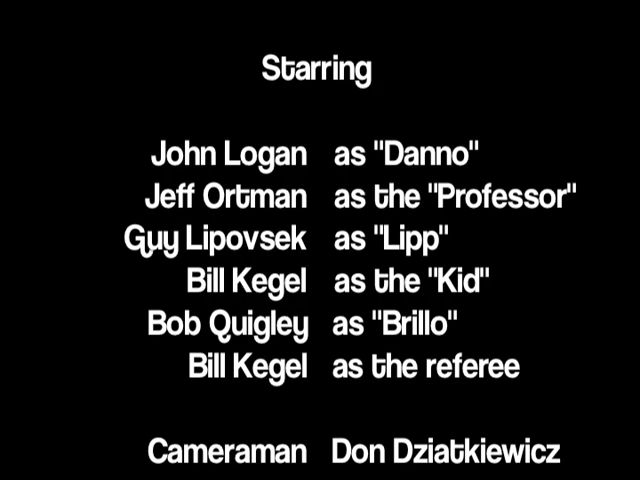 Starring
John Logan as "Danno"
Jeff Ortman as the "Professor"
Guy Lipovsek as "Lipp"
Bill Kegel as the "Kid"
Bob Quigley as "Brillo"
Bill Kegel as the referee
Cameraman Don Dziatkiewicz